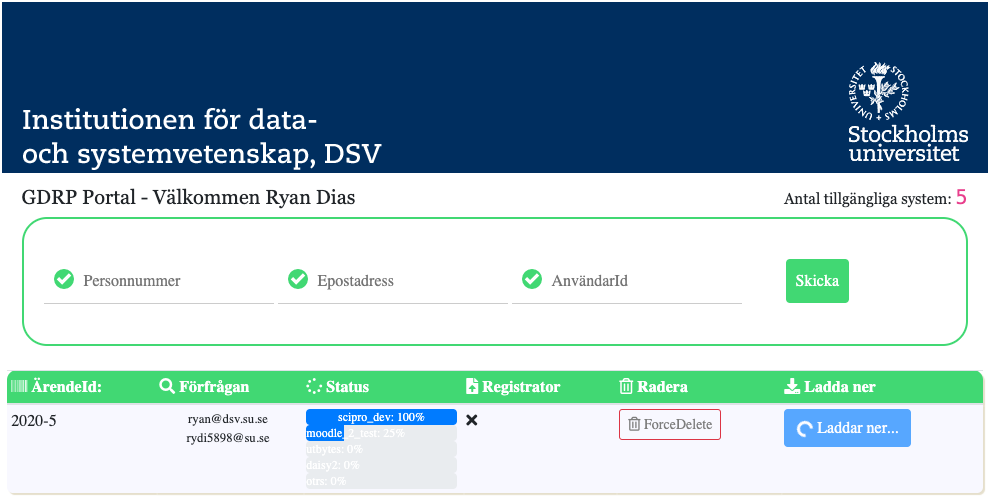 Institutionen för data-
och systemvetenskap, DSV
STOCKHOLMS UNIVERSITET
Stockholms
universitet
GDRP Portal - Välkommen Ryan Dias
Antal tillgängliga system: 5
Personnummer Epostadress AnvändarId Skicka
ÄrendeId: Förfrågan Status Registrator Radera Ladda ner
2020-5 ryan@dsv.su.se scipro_dev: 100% ForceDelete Laddar ner...
rydi5898@su.se moodle_2_test: 25%
utbytes: 0%
daisy2: 0%
otrs: 0%